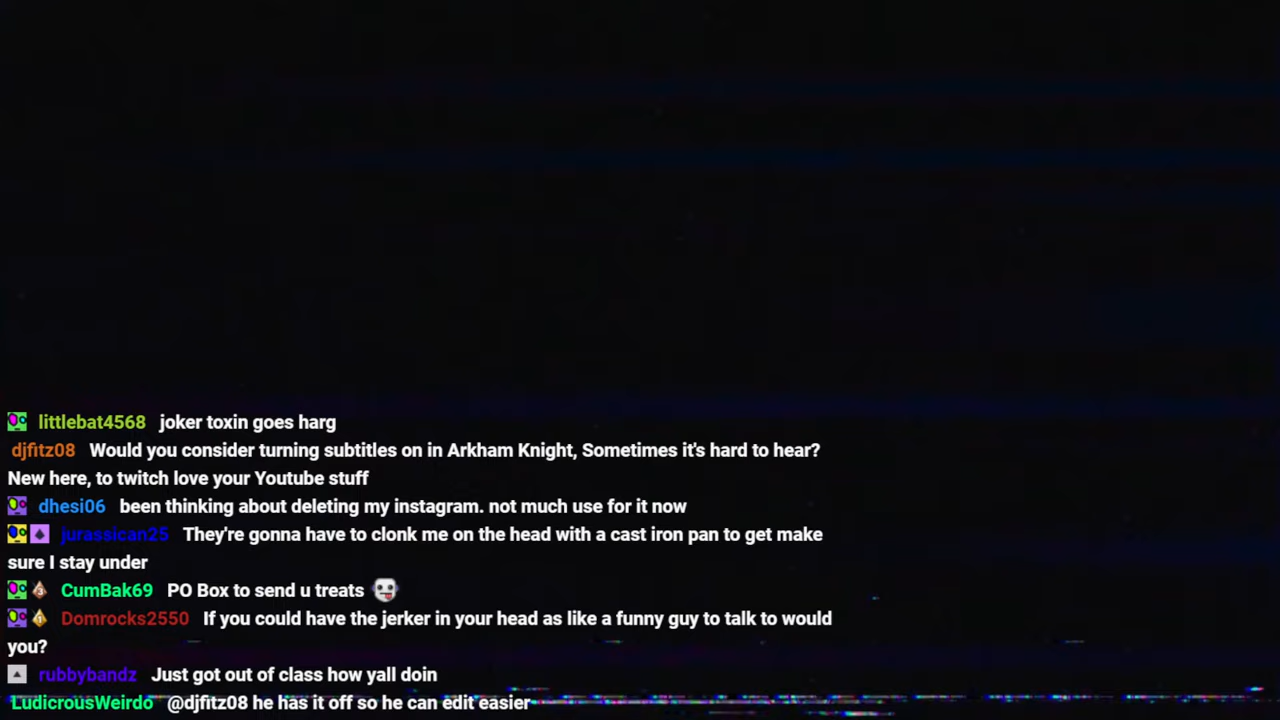 littlebat4568 joker toxin goes harg
djfitz08 Would you consider turning subtitles on in Arkham Knight, Sometimes it's hard to hear?
New here, to twitch love your Youtube stuff
dhesi06 been thinking about deleting my instagram. not much use for it now
jurassican25 They're gonna have to clonk me on the head with a cast iron pan to get make
sure I stay under
CumBak69 PO Box to send u treats
Domrocks2550 If you could have the jerker in your head as like a funny guy to talk to would
you?
rubbybandz Just got out of class how yall doin
LudicrousWeirdo @djfitz08 he has it off so he can edit easier